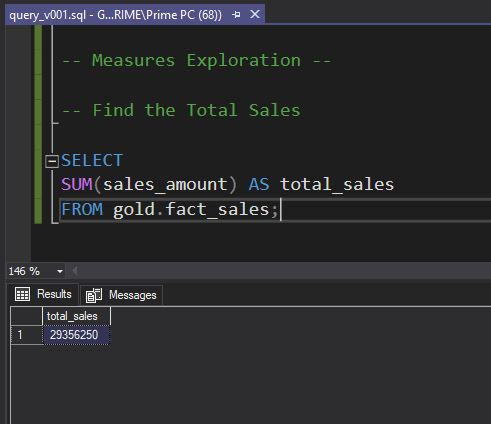 query_v001.sql - G...RIME\Prime PC (68))
-- Measures Exploration --
-- Find the Total Sales
SELECT
SUM(sales_amount) AS total_sales
FROM gold.fact_sales;
146 %
Results Messages
total_sales
1 29356250